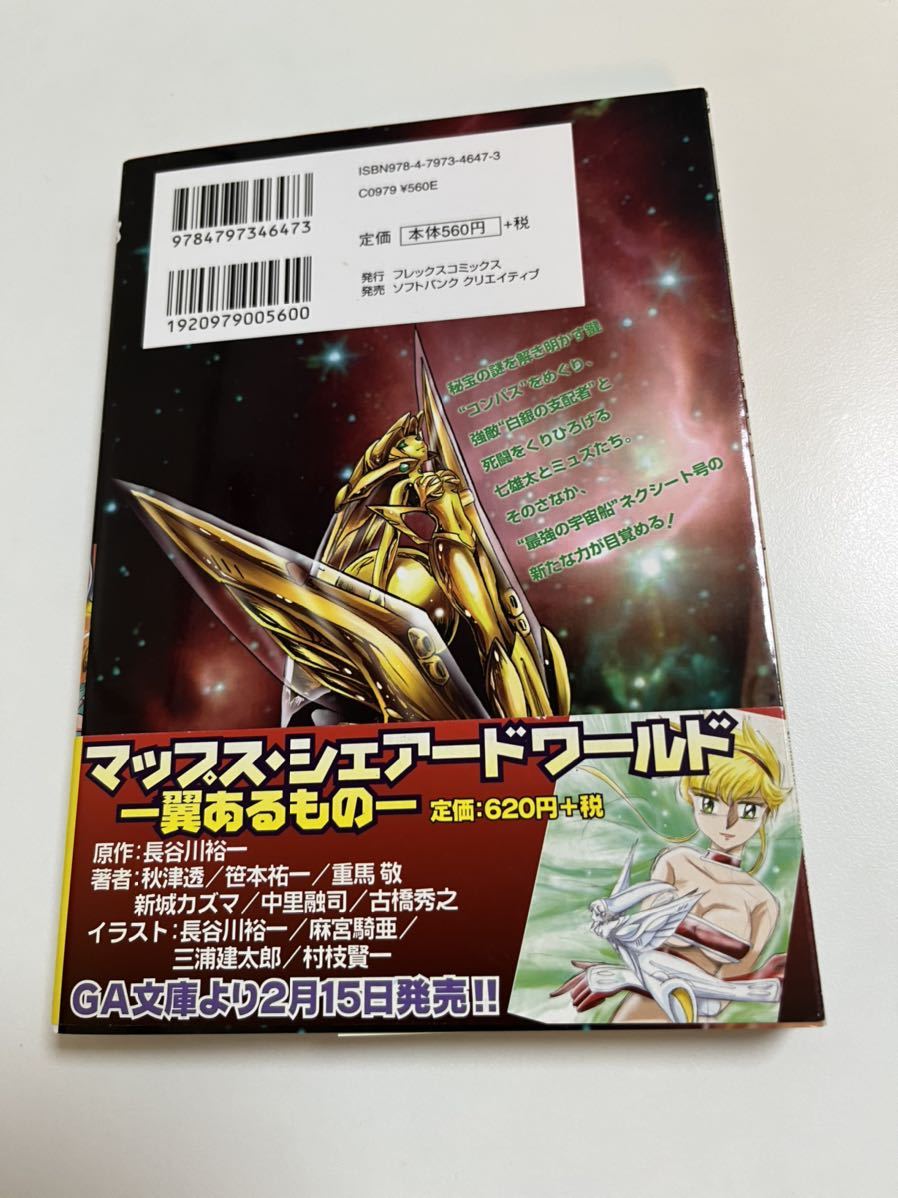 ISBN978-4-7973-4647-3
C0979 ¥560E
9784797346473
定価 本体560円 +税
発行 フレックスコミックス
発売 ソフトバンク クリエイティブ
1920979005600
秘宝の謎を解き明かす鍵
“コンパス”をめぐり、
強敵“白銀の支配者”と
死闘をくりひろげる
七雄太とミュズたち。
そのさなか、
“最強の宇宙船”ネクシート号の
新たな力が目覚める!
マップス・シェアードワールド
―翼あるもの― 定価:620円+税
原作:長谷川裕一
著者:秋津透/笹本祐一/重馬 敬
新城カズマ/中里融司/古橋秀之
イラスト:長谷川裕一/麻宮騎亜/
三浦建太郎/村枝賢一
GA文庫より2月15日発売!!